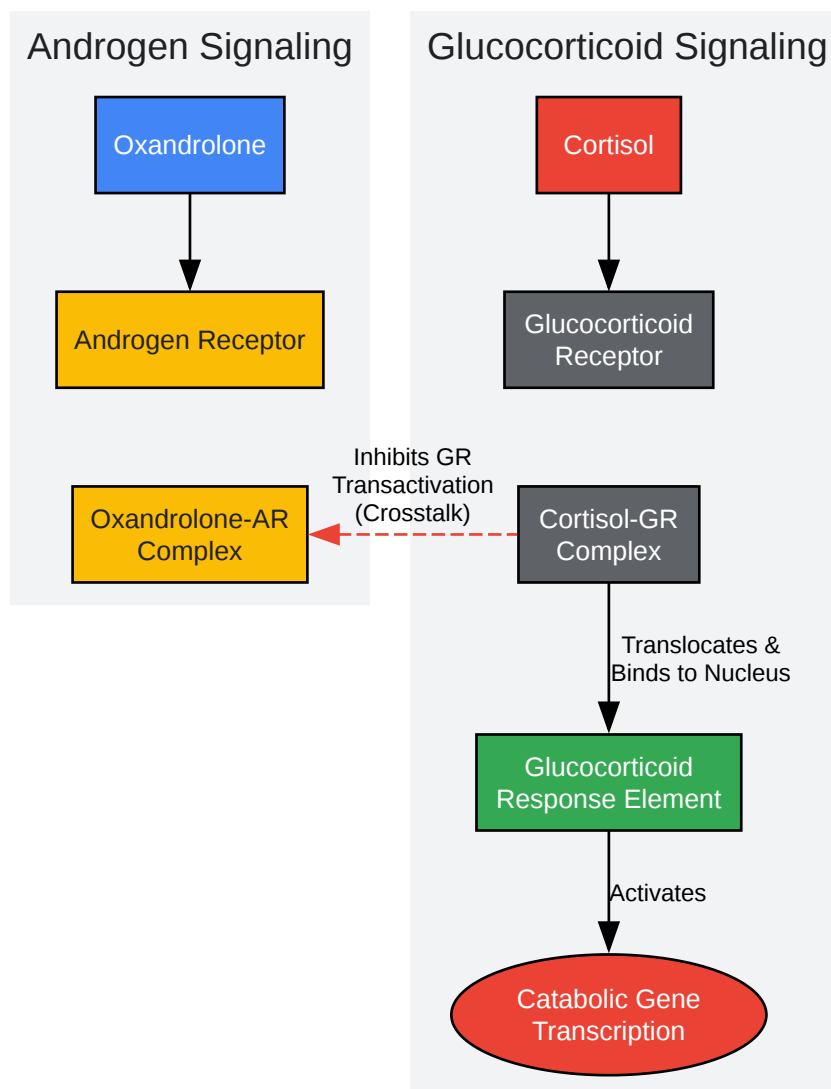 Androgen Signaling
Glucocorticoid Signaling
Oxandrolone
Cortisol
Androgen Receptor
Glucocorticoid
Receptor
Inhibits GR
Transactivation
(Crosstalk)
Oxandrolone-AR
Complex
Cortisol-GR
Complex
Translocates &
Binds to Nucleus
Glucocorticoid
Response Element
Activates
Catabolic Gene
Transcription